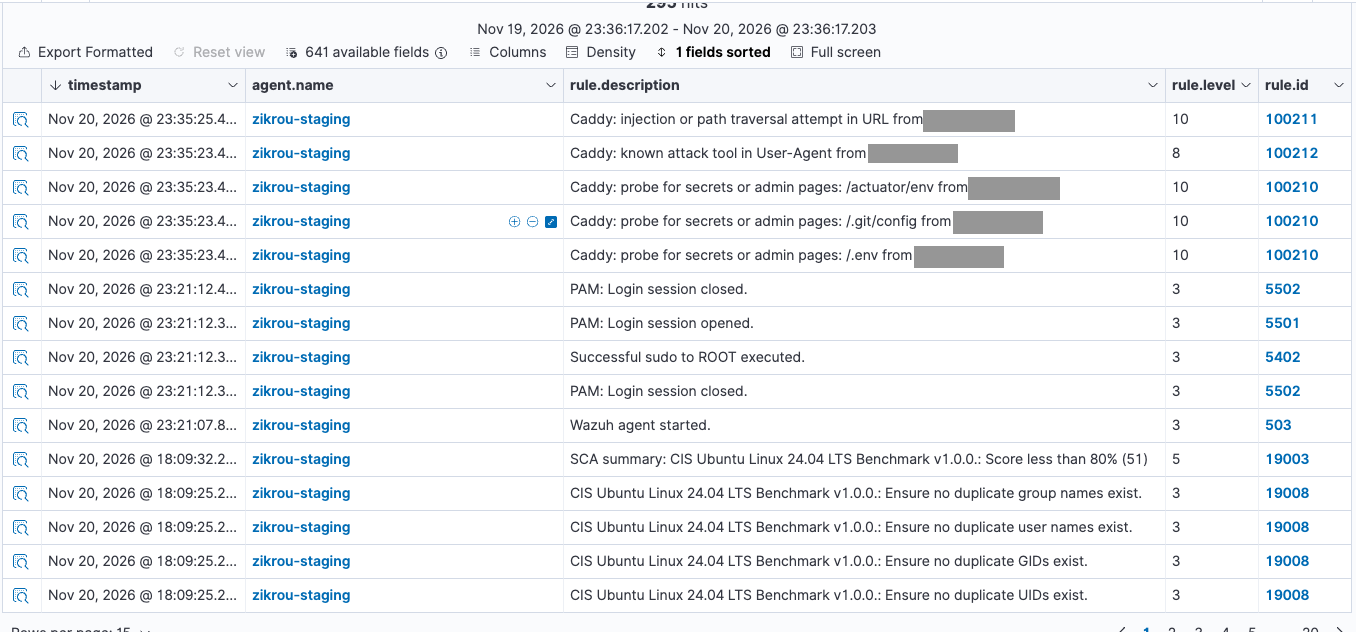 295 hits
Nov 19, 2026 @ 23:36:17.202 - Nov 20, 2026 @ 23:36:17.203
Export Formatted Reset view 641 available fields Columns Density 1 fields sorted Full screen
timestamp agent.name rule.description rule.level rule.id
Nov 20, 2026 @ 23:35:25.4... zikrou-staging Caddy: injection or path traversal attempt in URL from 10 100211
Nov 20, 2026 @ 23:35:23.4... zikrou-staging Caddy: known attack tool in User-Agent from 8 100212
Nov 20, 2026 @ 23:35:23.4... zikrou-staging Caddy: probe for secrets or admin pages: /actuator/env from 10 100210
Nov 20, 2026 @ 23:35:23.4... zikrou-staging Caddy: probe for secrets or admin pages: /.git/config from 10 100210
Nov 20, 2026 @ 23:35:23.4... zikrou-staging Caddy: probe for secrets or admin pages: /.env from 10 100210
Nov 20, 2026 @ 23:21:12.4... zikrou-staging PAM: Login session closed. 3 5502
Nov 20, 2026 @ 23:21:12.3... zikrou-staging PAM: Login session opened. 3 5501
Nov 20, 2026 @ 23:21:12.3... zikrou-staging Successful sudo to ROOT executed. 3 5402
Nov 20, 2026 @ 23:21:12.3... zikrou-staging PAM: Login session closed. 3 5502
Nov 20, 2026 @ 23:21:07.8... zikrou-staging Wazuh agent started. 3 503
Nov 20, 2026 @ 18:09:32.2... zikrou-staging SCA summary: CIS Ubuntu Linux 24.04 LTS Benchmark v1.0.0.: Score less than 80% (51) 5 19003
Nov 20, 2026 @ 18:09:25.2... zikrou-staging CIS Ubuntu Linux 24.04 LTS Benchmark v1.0.0.: Ensure no duplicate group names exist. 3 19008
Nov 20, 2026 @ 18:09:25.2... zikrou-staging CIS Ubuntu Linux 24.04 LTS Benchmark v1.0.0.: Ensure no duplicate user names exist. 3 19008
Nov 20, 2026 @ 18:09:25.2... zikrou-staging CIS Ubuntu Linux 24.04 LTS Benchmark v1.0.0.: Ensure no duplicate GIDs exist. 3 19008
Nov 20, 2026 @ 18:09:25.2... zikrou-staging CIS Ubuntu Linux 24.04 LTS Benchmark v1.0.0.: Ensure no duplicate UIDs exist. 3 19008
Rows per page: 15 1 2 3 4 5 ... 20